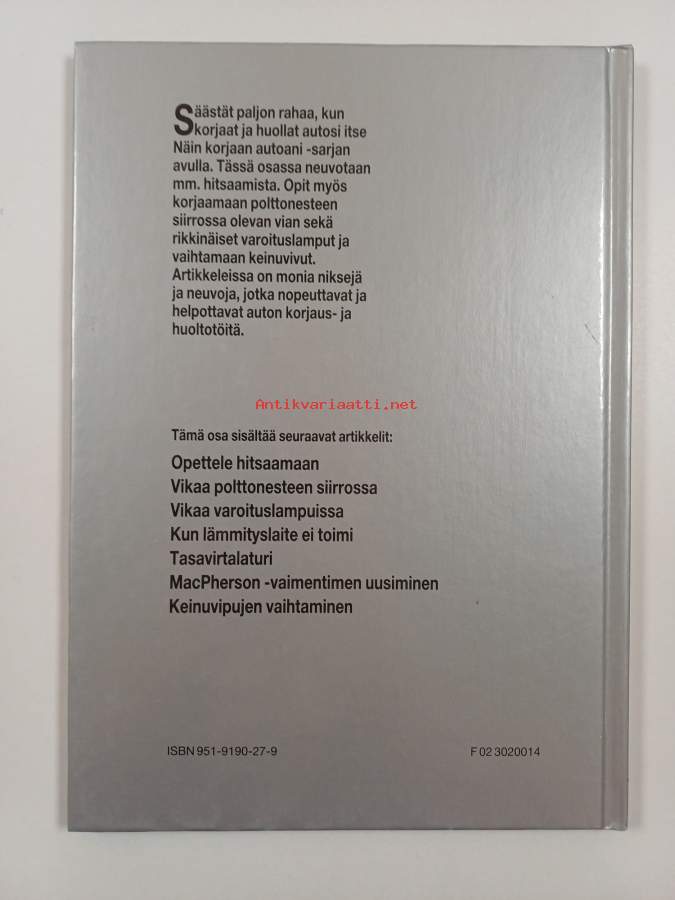 Säästät paljon rahaa, kun
korjaat ja huollat autosi itse
Näin korjaan autoani -sarjan
avulla. Tässä osassa neuvotaan
mm. hitsaamista. Opit myös
korjaamaan polttonesteen
siirrossa olevan vian sekä
rikkinäiset varoituslamput ja
vaihtamaan keinuvivut.
Artikkeleissa on monia niksejä
ja neuvoja, jotka nopeuttavat ja
helpottavat auton korjaus- ja
huoltotöitä.
Antikvariaatti.net
Tämä osa sisältää seuraavat artikkelit:
Opettele hitsaamaan
Vikaa polttonesteen siirrossa
Vikaa varoituslampuissa
Kun lämmityslaite ei toimi
Tasavirtalaturi
MacPherson -vaimentimen uusiminen
Keinuvipujen vaihtaminen
ISBN 951-9190-27-9
F 02 3020014